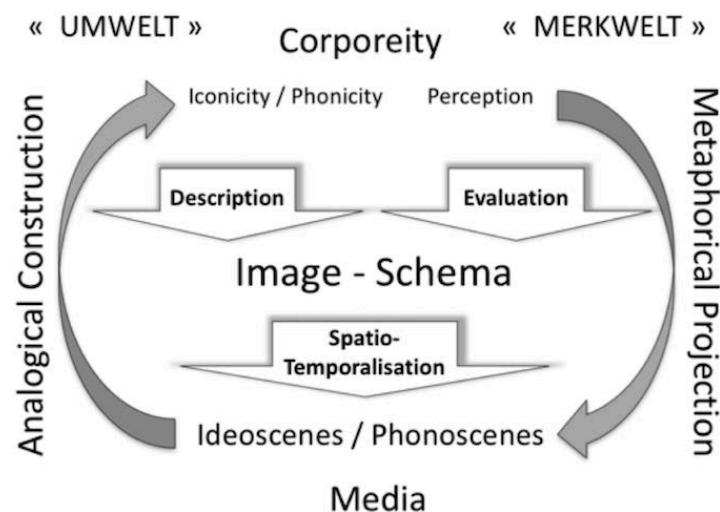 « UMWELT »
Corporeity
« MERKWELT »
Iconicity / Phonicity
Perception
Analogical Construction
Metaphorical Projection
Description
Evaluation
Image - Schema
Spatio-
Temporalisation
Ideoscenes / Phonoscenes
Media